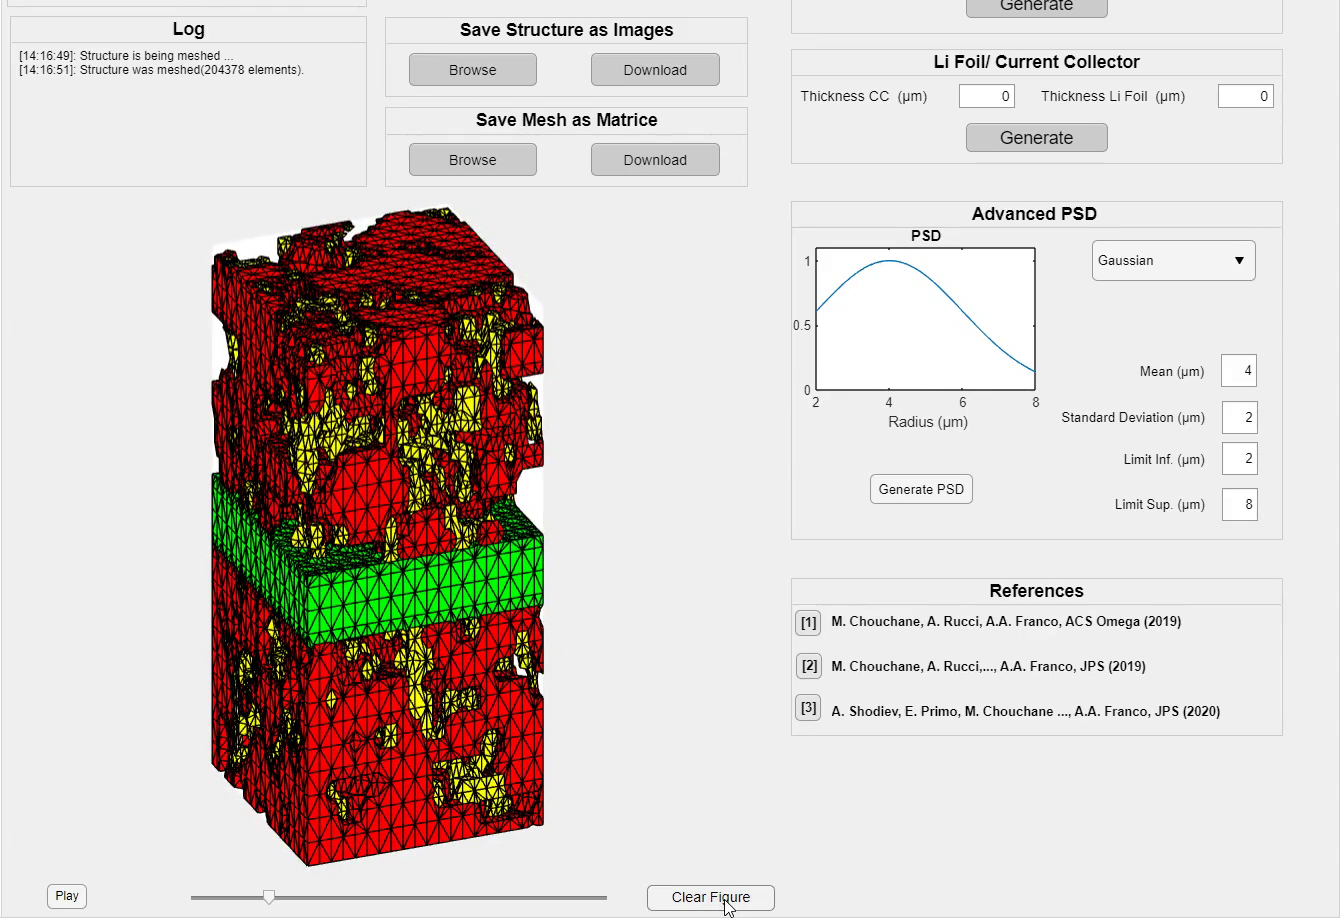 Generate
Log
[14:16:49]: Structure is being meshed ...
[14:16:51]: Structure was meshed(204378 elements).
Save Structure as Images
Browse
Download
Save Mesh as Matrice
Browse
Download
Li Foil/ Current Collector
Thickness CC (µm)
0
Thickness Li Foil (µm)
0
Generate
Advanced PSD
PSD
1
0.5
0
2
4
6
8
Radius (µm)
Gaussian
Mean (µm)
4
Standard Deviation (µm)
2
Limit Inf. (µm)
2
Limit Sup. (µm)
8
Generate PSD
References
[1] M. Chouchane, A. Rucci, A.A. Franco, ACS Omega (2019)
[2] M. Chouchane, A. Rucci,..., A.A. Franco, JPS (2019)
[3] A. Shodiev, E. Primo, M. Chouchane ..., A.A. Franco, JPS (2020)
Play
Clear Figure